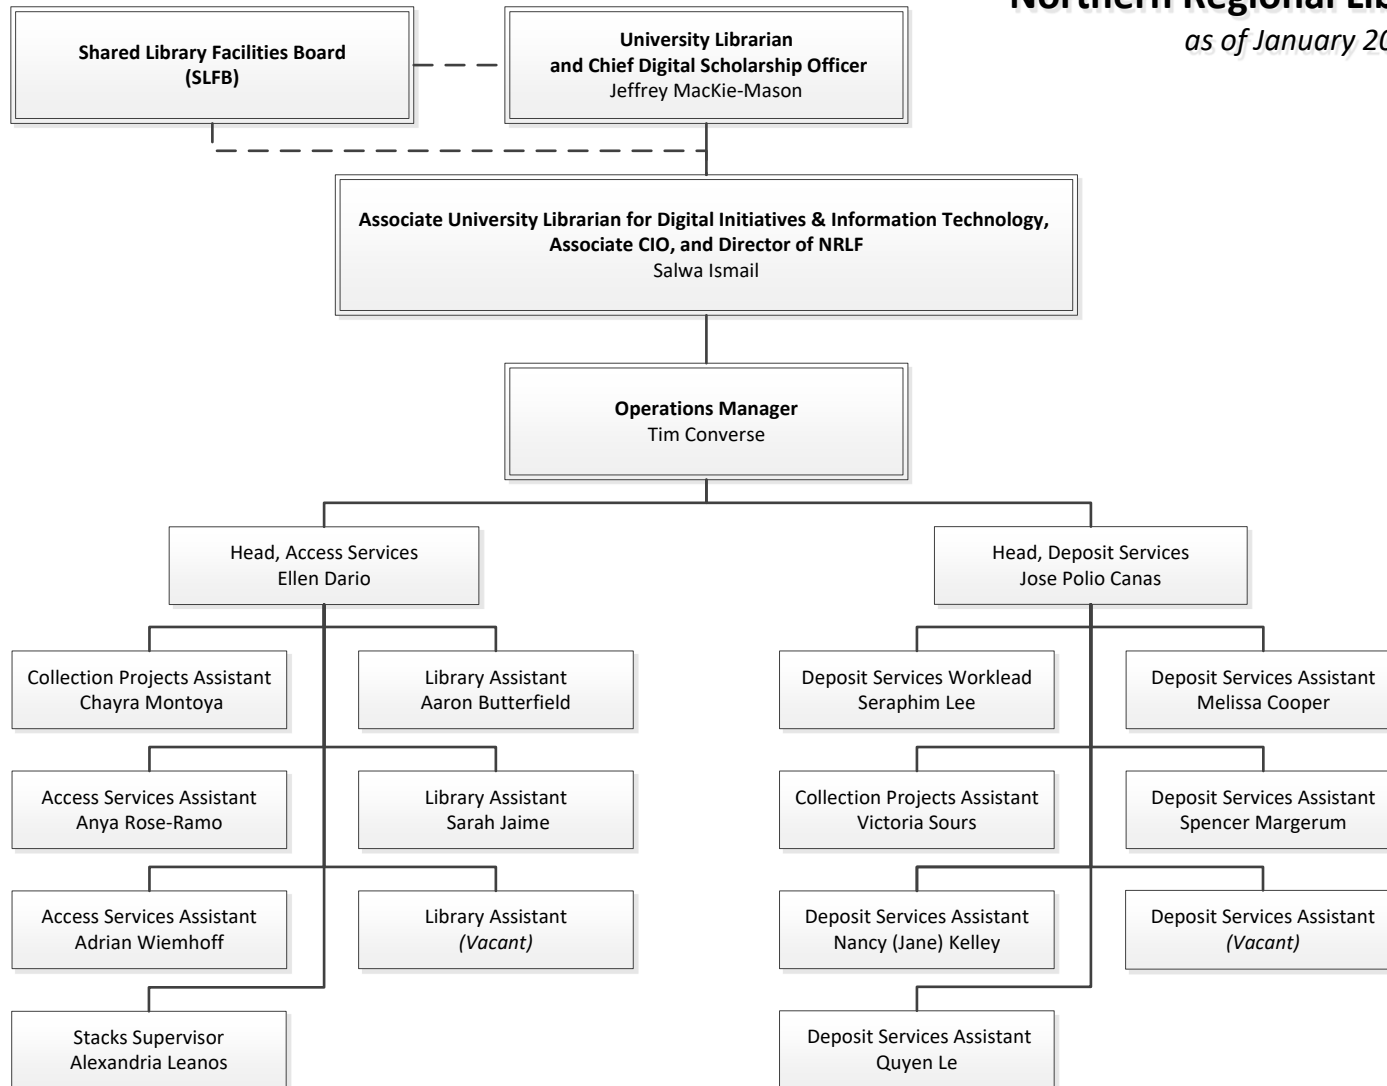 Northern Regional
as of January
Shared Library Facilities Board
(SLFB)
University Librarian
and Chief Digital Scholarship Officer
Jeffrey MacKie-Mason
Associate University Librarian for Digital Initiatives & Information Technology,
Associate CIO, and Director of NRLF
Salwa Ismail
Operations Manager
Tim Converse
Head, Access Services
Ellen Dario
Head, Deposit Services
Jose Polio Canas
Collection Projects Assistant
Chayra Montoya
Library Assistant
Aaron Butterfield
Deposit Services Worklead
Seraphim Lee
Deposit Services Assistant
Melissa Cooper
Access Services Assistant
Anya Rose-Ramo
Library Assistant
Sarah Jaime
Collection Projects Assistant
Victoria Sours
Deposit Services Assistant
Spencer Margerum
Access Services Assistant
Adrian Wiemhoff
Library Assistant
(Vacant)
Deposit Services Assistant
Nancy (Jane) Kelley
Deposit Services Assistant
(Vacant)
Stacks Supervisor
Alexandria Leanos
Deposit Services Assistant
Quyen Le